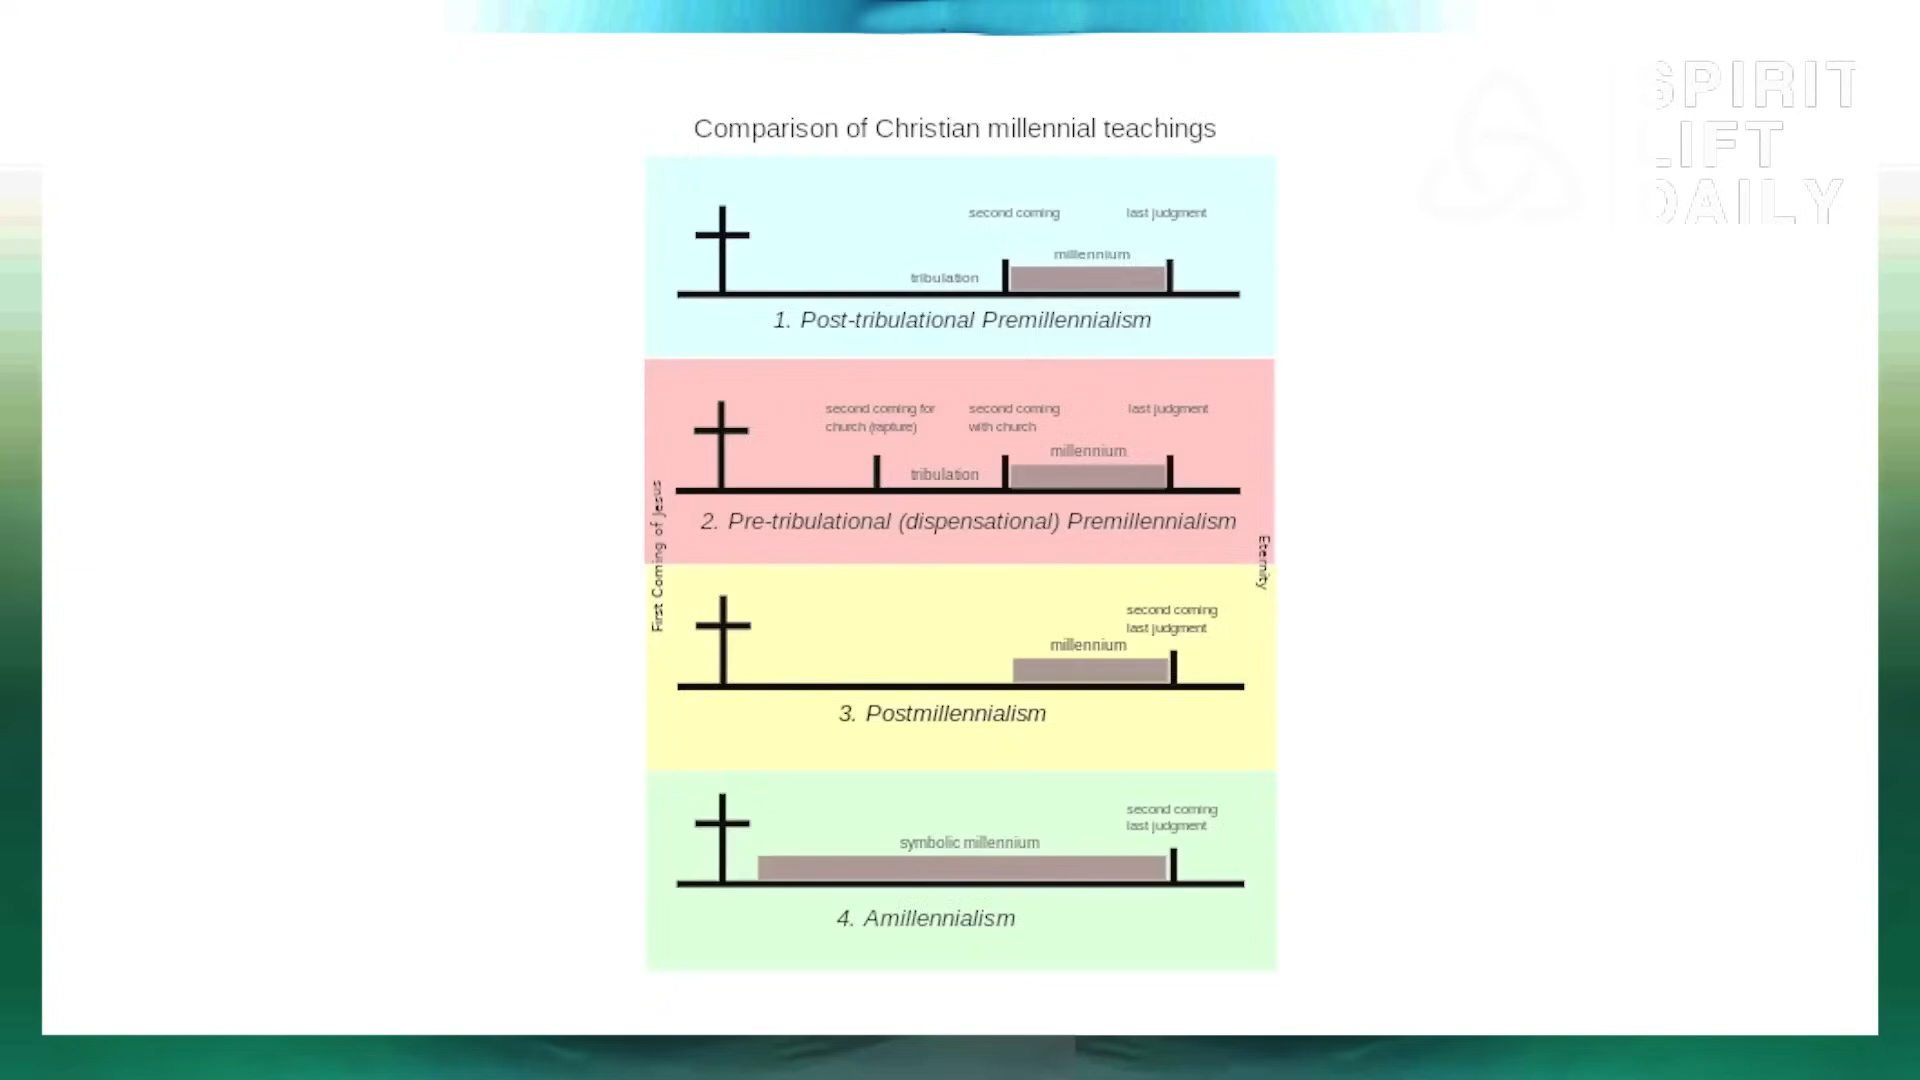 SPIRIT
LIFT
DAILY
Comparison of Christian millennial teachings
second coming
last judgment
millennium
tribulation
1. Post-tribulational Premillennialism
second coming for
church (rapture)
second coming
with church
last judgment
millennium
tribulation
2. Pre-tribulational (dispensational) Premillennialism
First Coming of Jesus
Eternity
second coming
last judgment
millennium
3. Postmillennialism
second coming
last judgment
symbolic millennium
4. Amillennialism